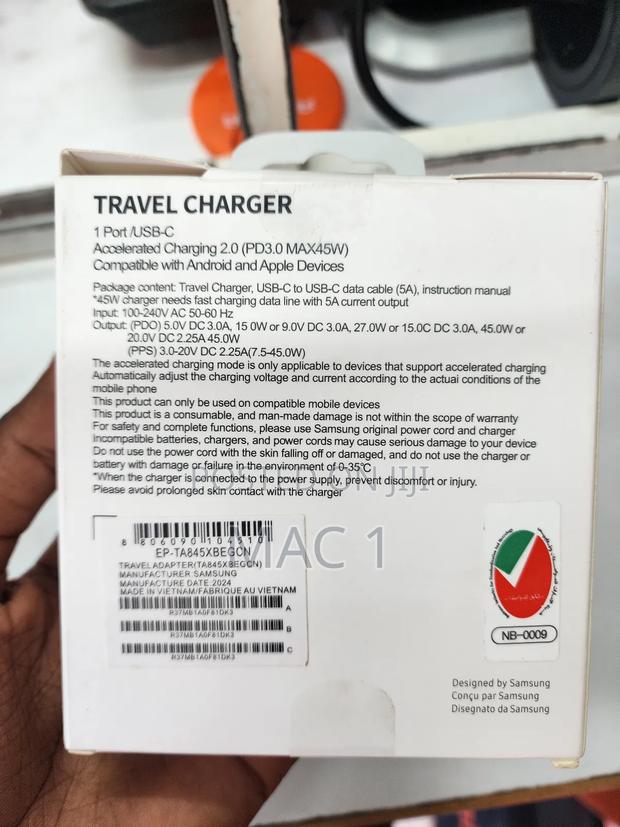 TRAVEL CHARGER
1 Port /USB-C
Accelerated Charging 2.0 (PD3.0 MAX45W)
Compatible with Android and Apple Devices
Package content: Travel Charger, USB-C to USB-C data cable (5A), instruction manual
*45W charger needs fast charging data line with 5A current output
Input: 100-240V AC 50-60 Hz
Output: (PDO) 5.0V DC 3.0A, 15 0W or 9.0V DC 3.0A, 27.0W or 15.0C DC 3.0A, 45.0W or
20.0V DC 2.25A 45.0W
(PPS) 3.0-20V DC 2.25A(7.5-45.0W)
The accelerated charging mode is only applicable to devices that support accelerated charging
Automatically adjust the charging voltage and current according to the actuai conditions of the
mobile phone
This product can only be used on compatible mobile devices
This product is a consumable, and man-made damage is not within the scope of warranty
For safety and complete functions, please use Samsung original power cord and charger
Incompatible batteries, chargers, and power cords may cause serious damage to your device
Do not use the power cord with the skin falling off or damaged, and do not use the charger or
battery with damage or failure in the environment of 0-35℃
*When the charger is connected to the power supply, prevent discomfort or injury.
Please avoid prolonged skin contact with the charger
POSTED ON JIJI
IMAC 1
8 806090 104510
EP-TA845XBEGCN
TRAVEL ADAPTER(TA845XBEGCN)
MANUFACTURER SAMSUNG
MANUFACTURE DATE:2024
MADE IN VIETNAM/FABRIQUE AU VIETNAM
A
R37MB1A0F81DK3
B
R37MB1A0F81DK3
C
R37MB1A0F81DK3
NB-0009
Designed by Samsung
Conçu par Samsung
Disegnato da Samsung